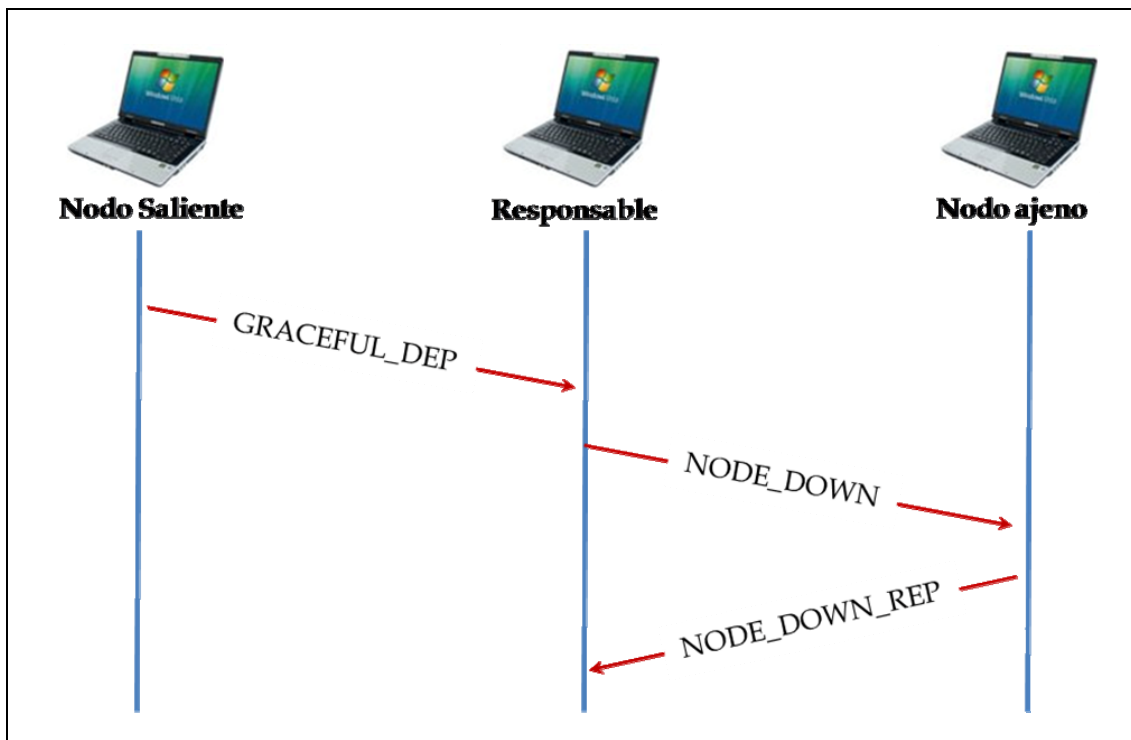 Nodo Saliente
Responsable
Nodo ajeno
GRACEFUL_DEP
NODE_DOWN
NODE_DOWN_REP